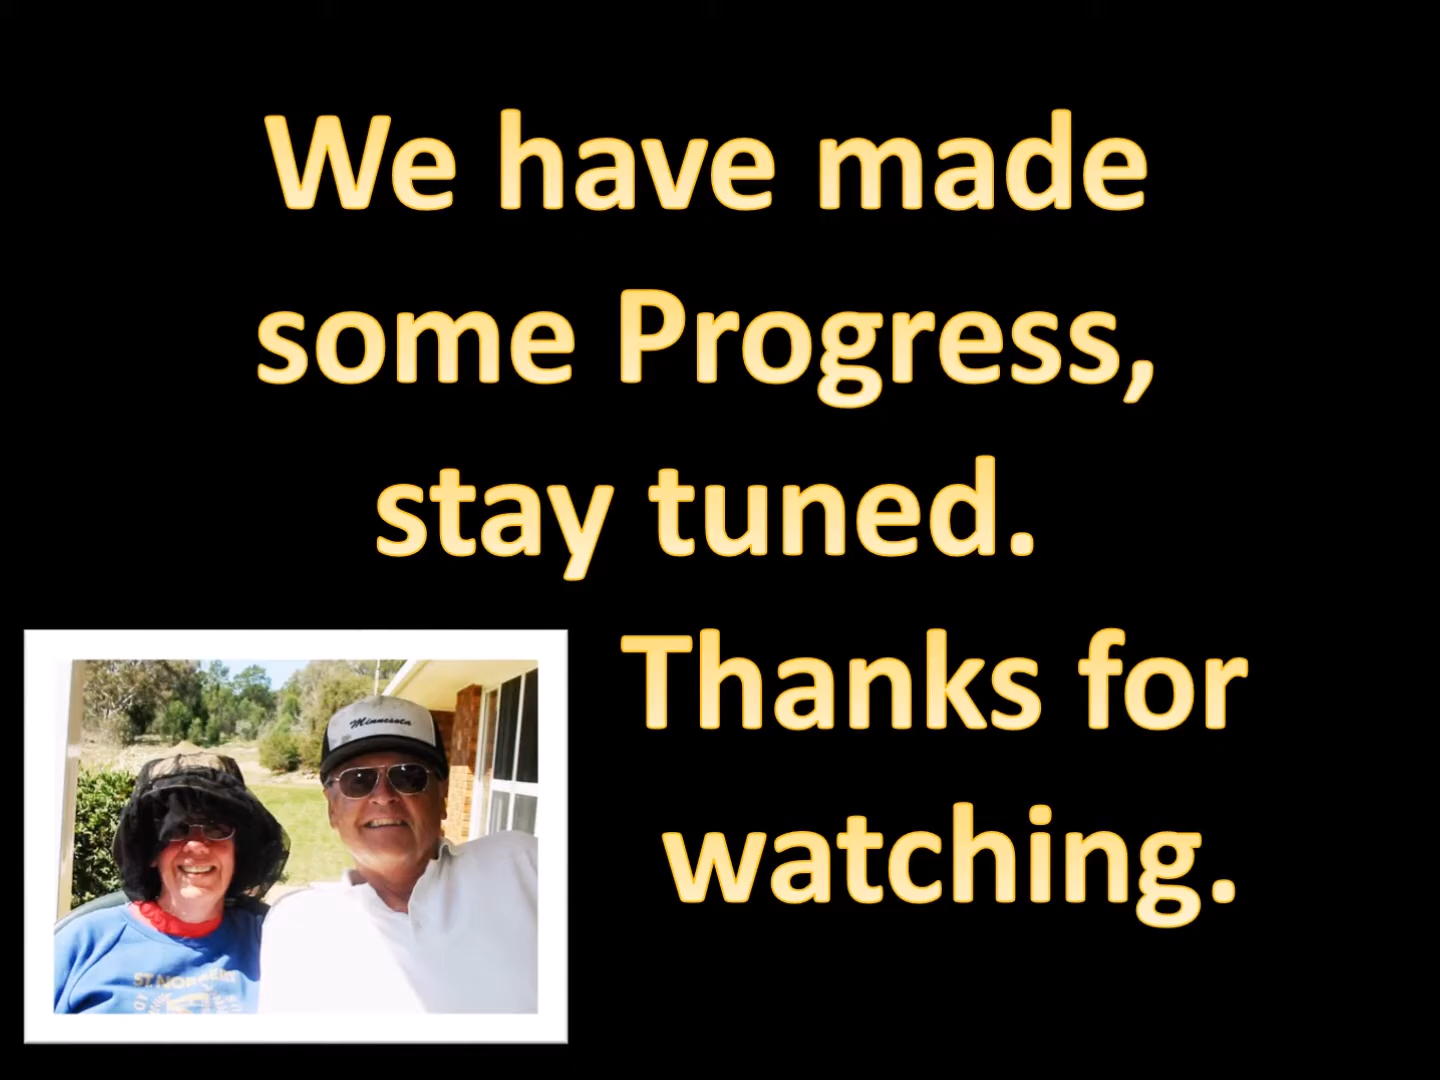 We have made
some Progress,
stay tuned.
Thanks for
watching.
Minnesota